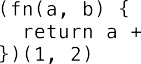 (fn(a, b) {
  return a +
})(1, 2)